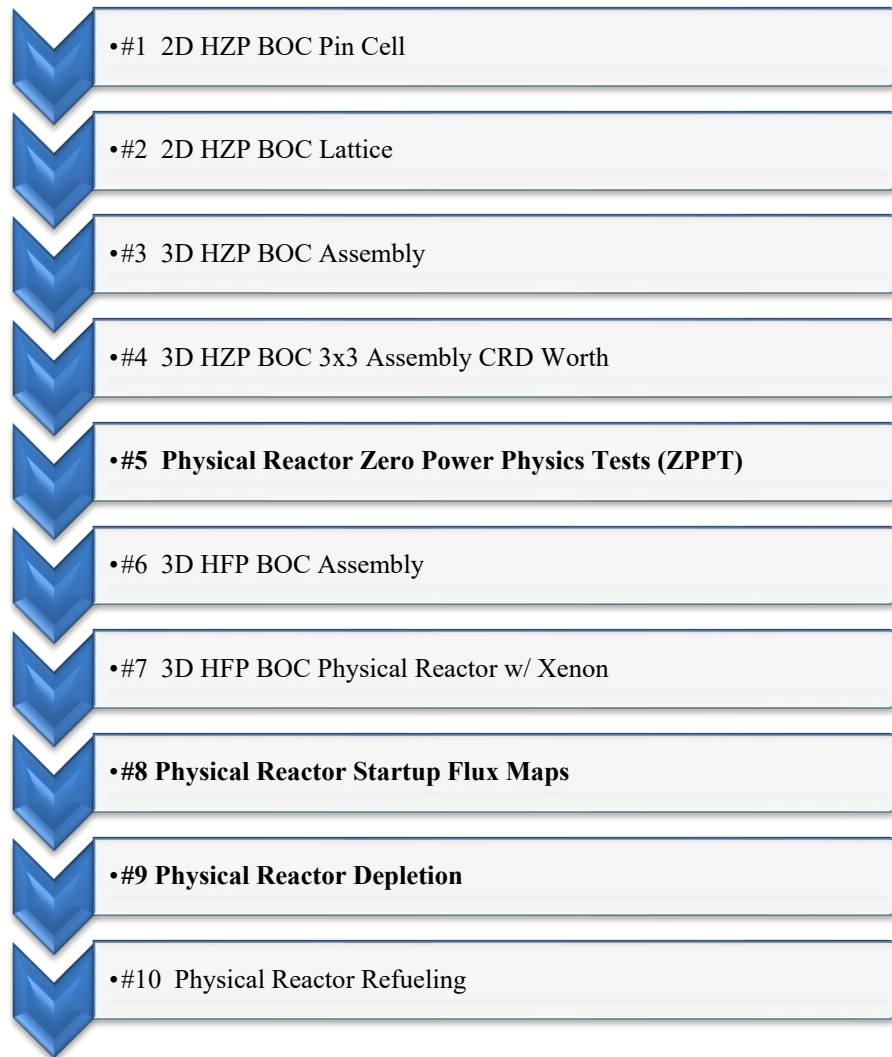 •#1 2D HZP BOC Pin Cell
•#2 2D HZP BOC Lattice
•#3 3D HZP BOC Assembly
•#4 3D HZP BOC 3x3 Assembly CRD Worth
•#5 Physical Reactor Zero Power Physics Tests (ZPPT)
•#6 3D HFP BOC Assembly
•#7 3D HFP BOC Physical Reactor w/ Xenon
•#8 Physical Reactor Startup Flux Maps
•#9 Physical Reactor Depletion
•#10 Physical Reactor Refueling